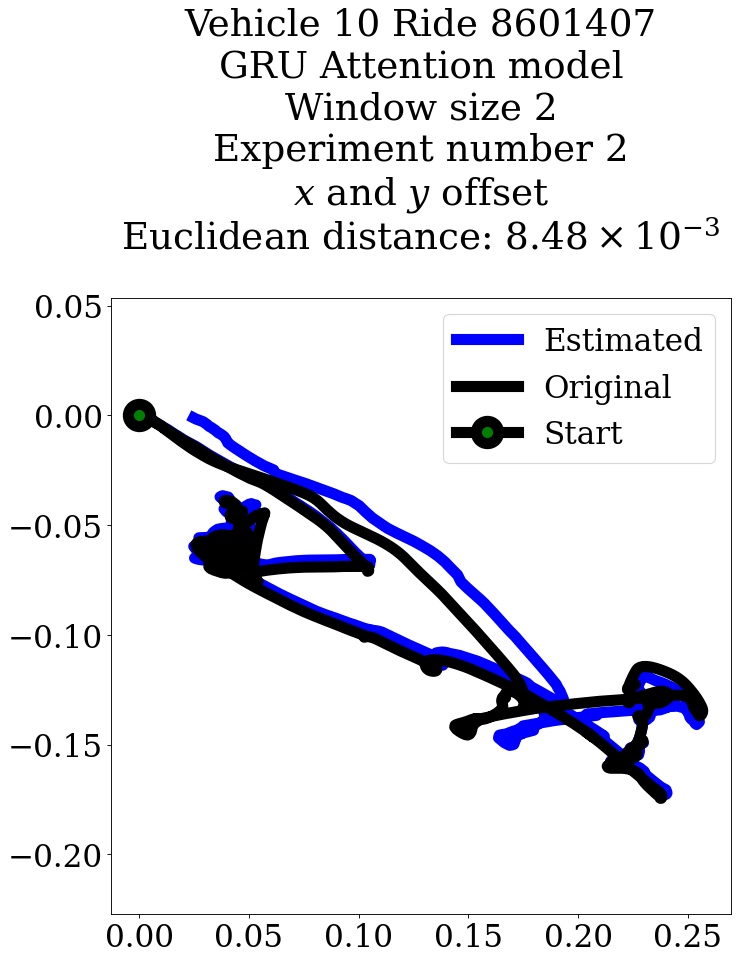 Vehicle 10 Ride 8601407
GRU Attention model
Window size 2
Experiment number 2
x and y offset
Euclidean distance: 8.48 × 10⁻³
Estimated
Original
Start
0.05
0.00
−0.05
−0.10
−0.15
−0.20
0.00 0.05 0.10 0.15 0.20 0.25